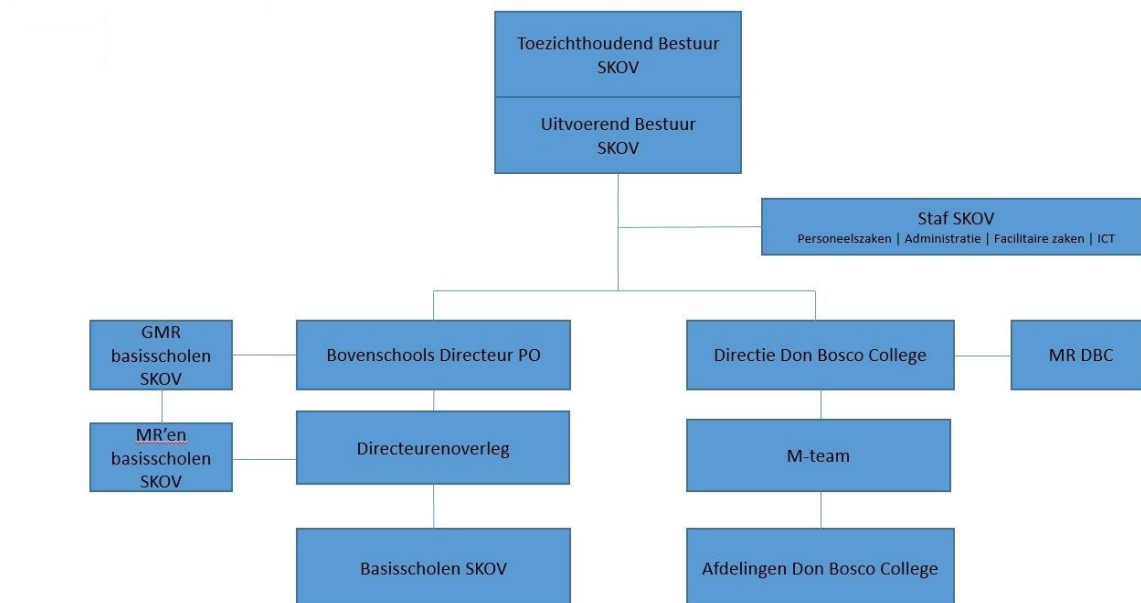 Toezichthoudend Bestuur
SKOV
Uitvoerend Bestuur
SKOV
Staf SKOV
Personeelszaken | Administratie | Facilitaire zaken | ICT
GMR
basisscholen
SKOV
Bovenschools Directeur PO
Directie Don Bosco College
MR DBC
MR'en
basisscholen
SKOV
Directeurenoverleg
M-team
Basisscholen SKOV
Afdelingen Don Bosco College